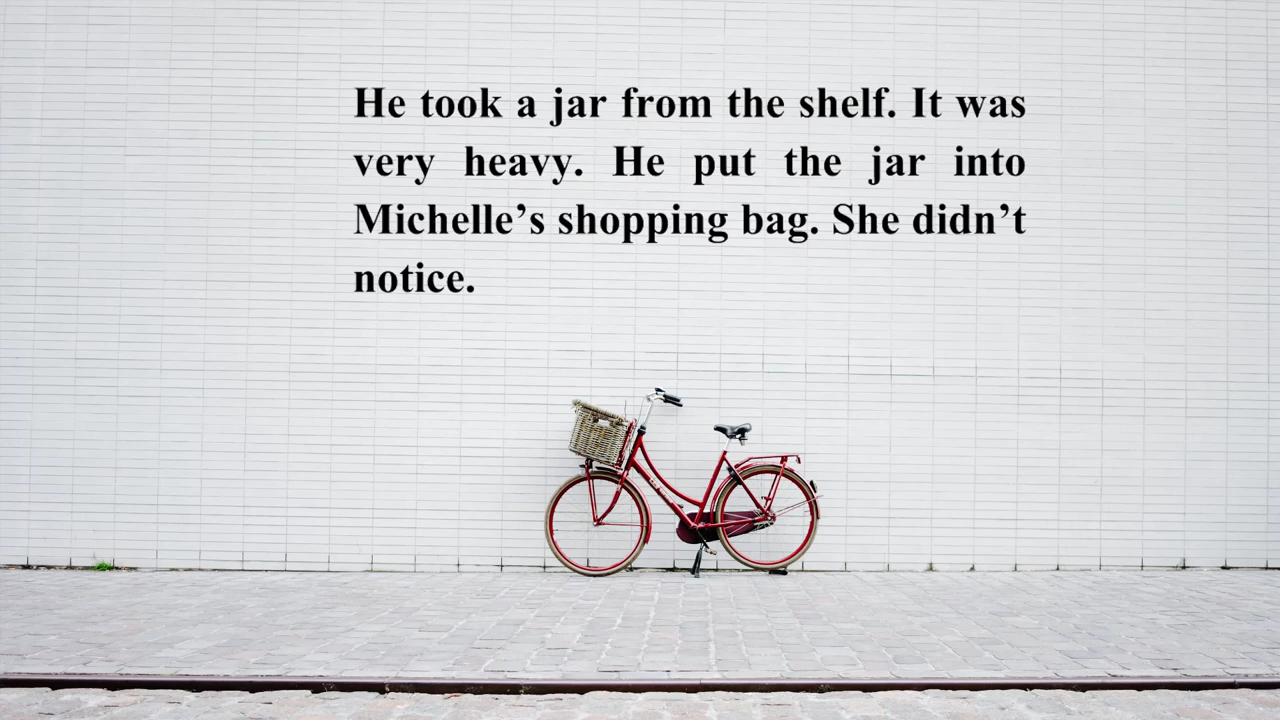 He took a jar from the shelf. It was
very heavy. He put the jar into
Michelle’s shopping bag. She didn’t
notice.